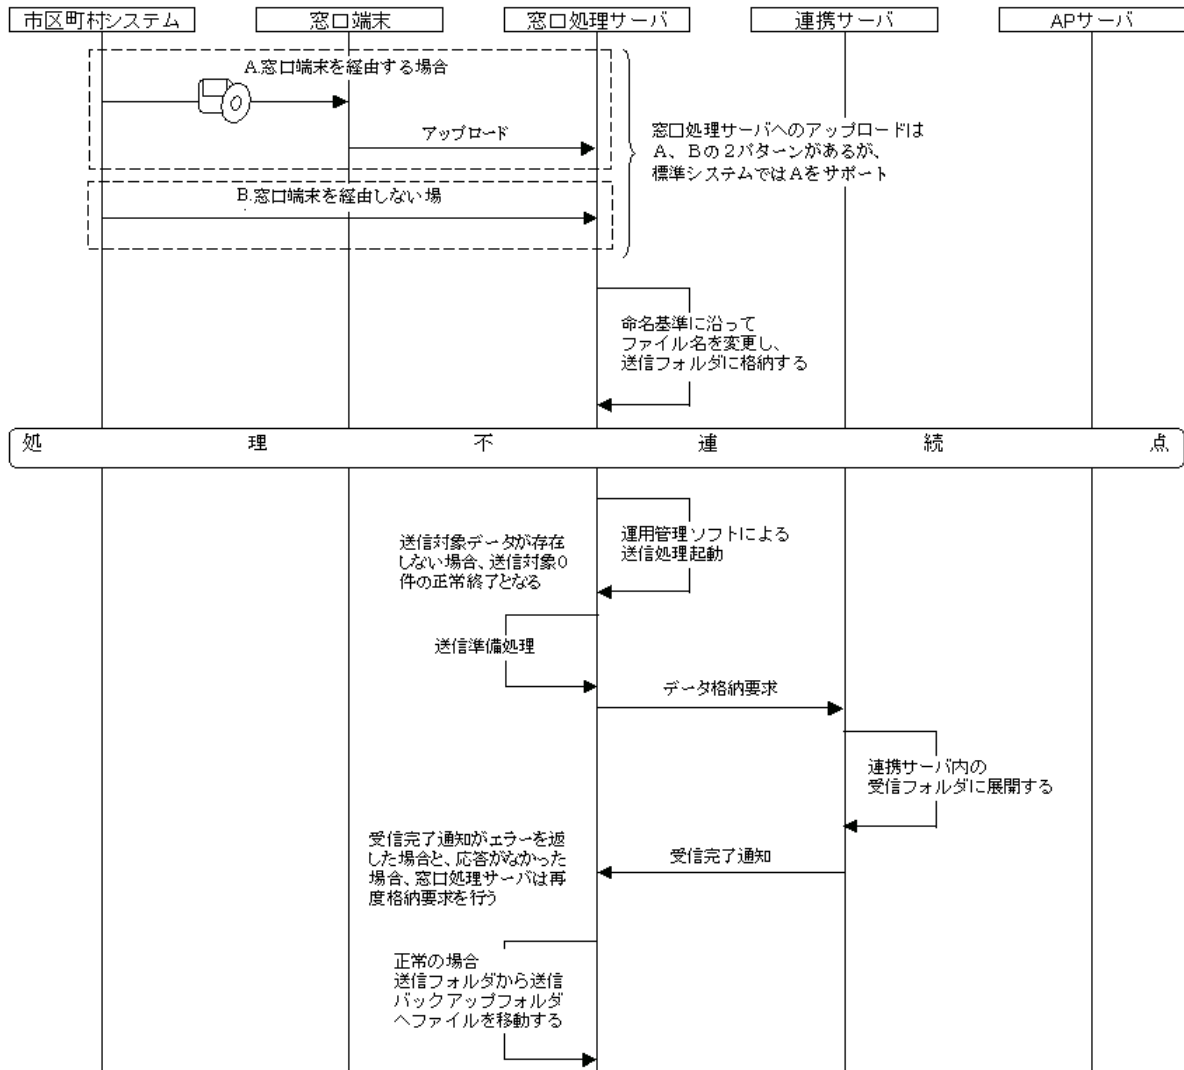 市区町村システム
窓口端末
窓口処理サーバ
連携サーバ
APサーバ
A.窓口端末を経由する場合
アップロード
窓口処理サーバへのアップロードは
A、Bの2パターンがあるが、
標準システムではAをサポート
B.窓口端末を経由しない場
命名基準に沿って
ファイル名を変更し、
送信フォルダに格納する
処理不連続点
運用管理ソフトによる
送信処理起動
送信対象データが存在
しない場合、送信対象0
件の正常終了となる
送信準備処理
データ格納要求
連携サーバ内の
受信フォルダに展開する
受信完了通知がエラーを返
した場合と、応答がなかった
場合、窓口処理サーバは再
度格納要求を行う
受信完了通知
正常の場合
送信フォルダから送信
バックアップフォルダ
へファイルを移動する